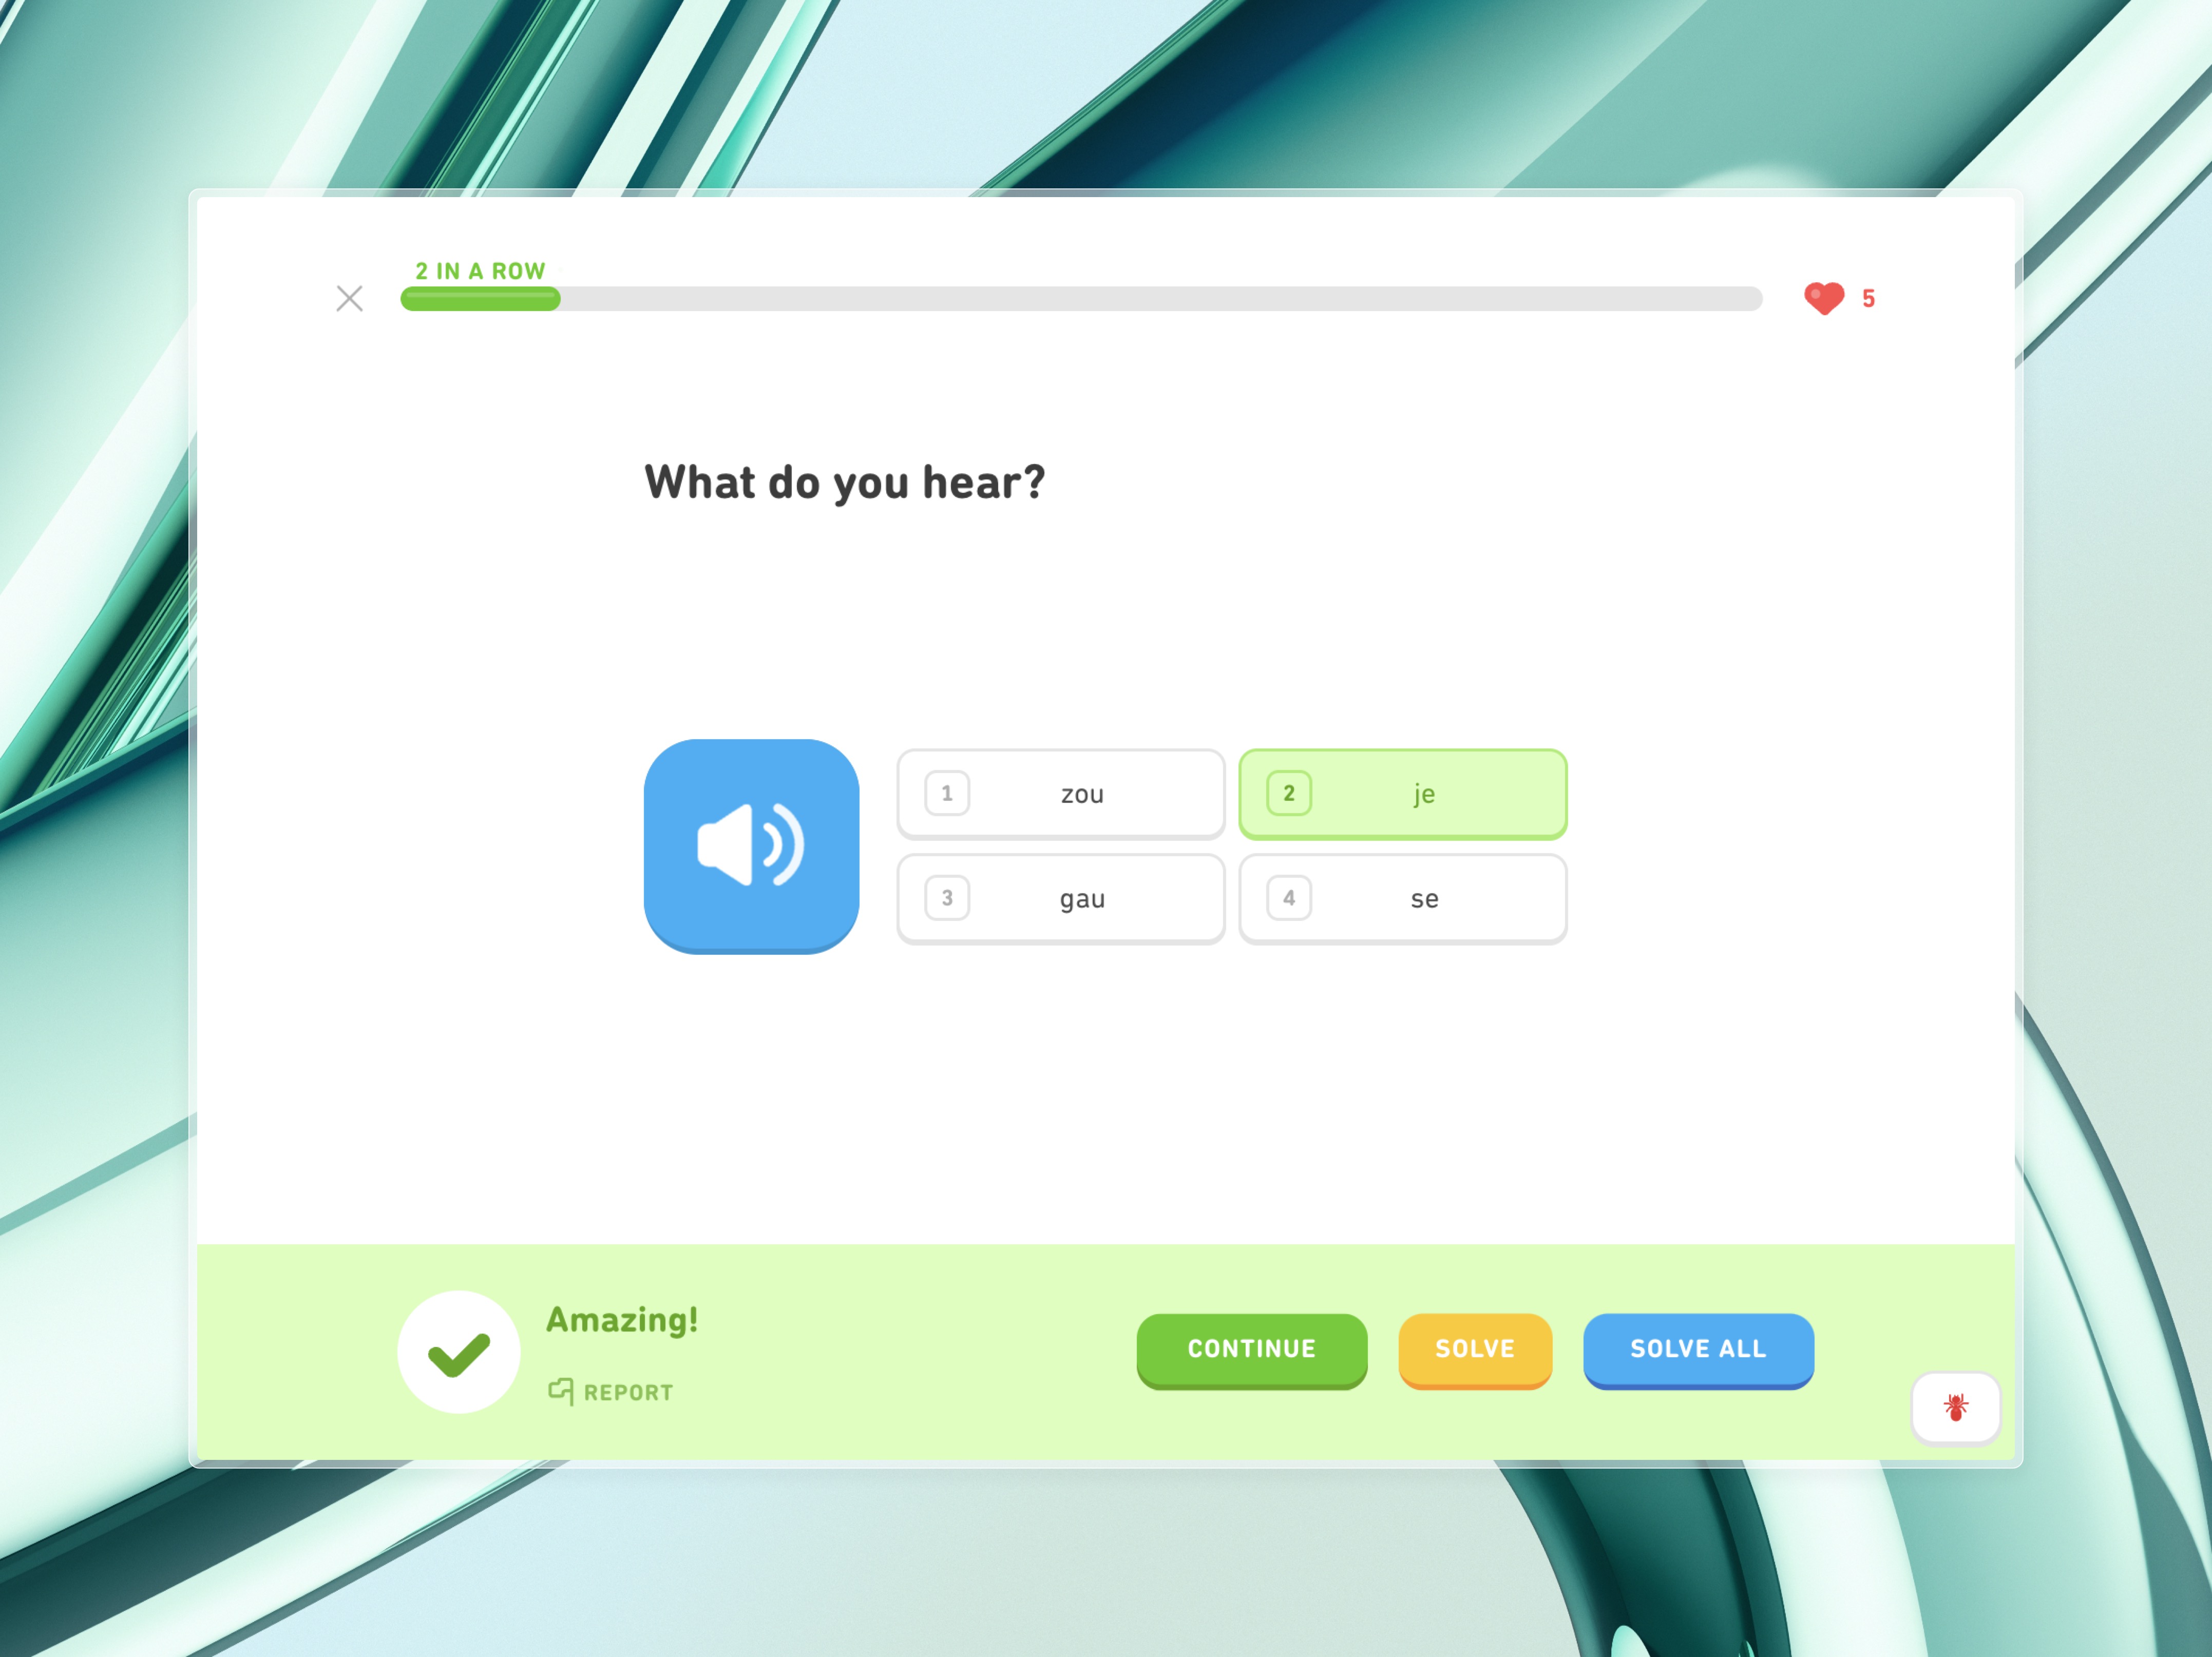 2 IN A ROW
5
What do you hear?
1 zou
2 je
3 gau
4 se
Amazing!
REPORT
CONTINUE
SOLVE
SOLVE ALL